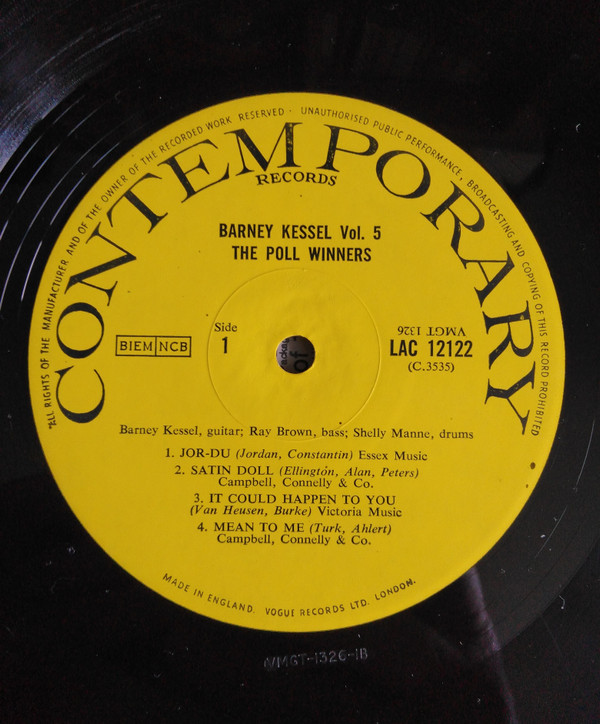 "ALL RIGHTS OF THE MANUFACTURER AND OF THE OWNER OF THE RECORDED WORK RESERVED · UNAUTHORISED PUBLIC PERFORMANCE, BROADCASTING AND COPYING OF THIS RECORD PROHIBITED
CONTEMPORARY
RECORDS
BARNEY KESSEL Vol. 5
THE POLL WINNERS
BIEM NCB
Side
1
VMGT 1326
LAC 12122
(C.3535)
Barney Kessel, guitar; Ray Brown, bass; Shelly Manne, drums
1. JOR-DU (Jordan, Constantin) Essex Music
2. SATIN DOLL (Ellington, Alan, Peters)
Campbell, Connelly & Co.
3. IT COULD HAPPEN TO YOU
(Van Heusen, Burke) Victoria Music
4. MEAN TO ME (Turk, Ahlert)
Campbell, Connelly & Co.
MADE IN ENGLAND. VOGUE RECORDS LTD. LONDON.
VMGT-1326-1B